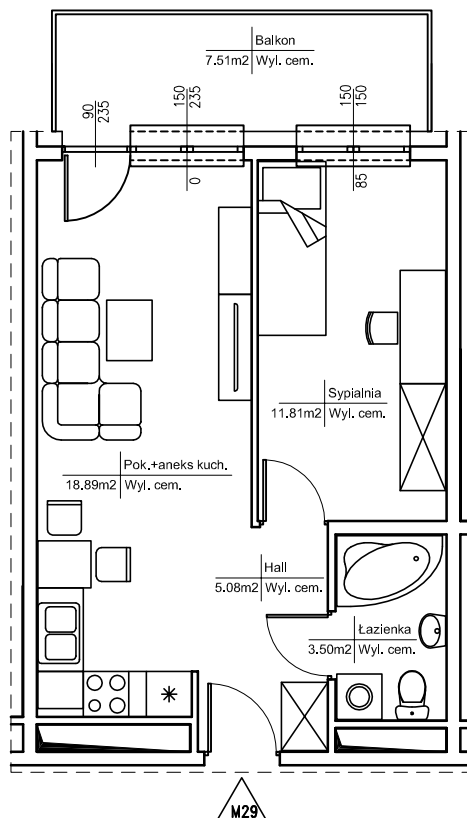 Balkon
7.51m2 Wyl. cem.
90
235
150
235
0
150
150
85
Sypialnia
11.81m2 Wyl. cem.
Pok.+aneks kuch.
18.89m2 Wyl. cem.
Hall
5.08m2 Wyl. cem.
Łazienka
3.50m2 Wyl. cem.
M29